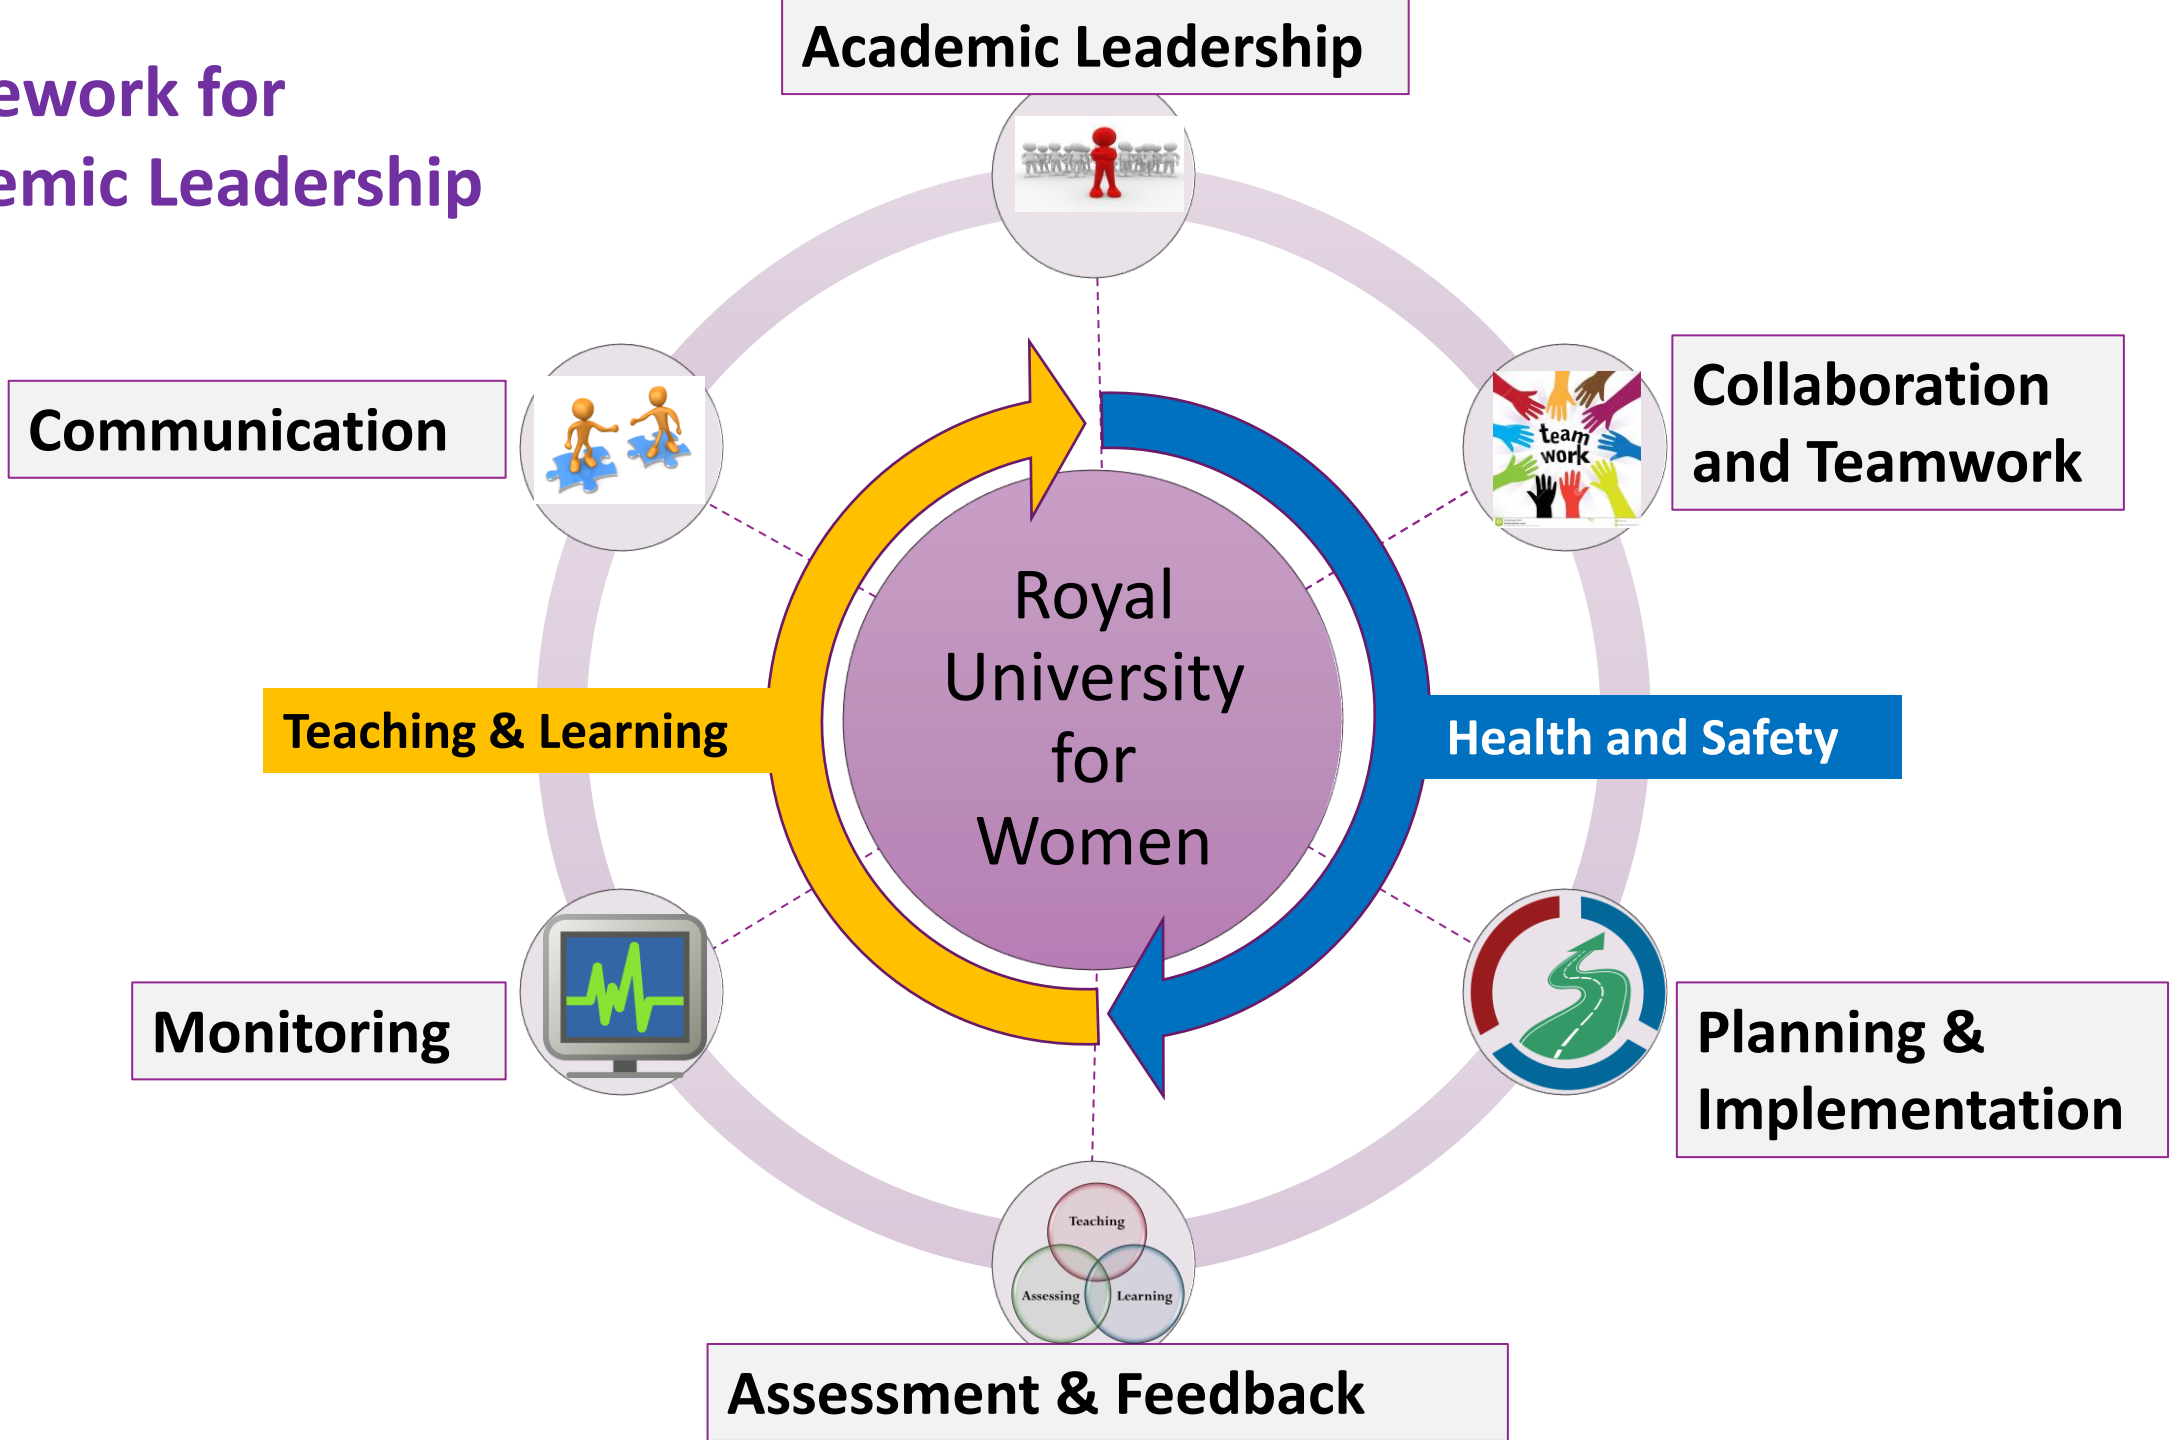 Academic Leadership
ework for
emic Leadership
Communication
team
work
Collaboration
and Teamwork
Royal
University
for
Women
Teaching & Learning
Health and Safety
Monitoring
Planning &
Implementation
Teaching
Assessing
Learning
Assessment & Feedback